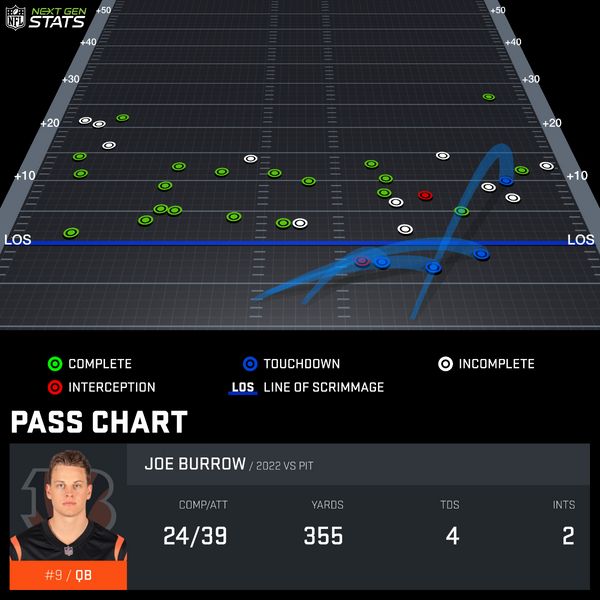 NFL NEXT GEN
STATS
+50 +50
+30 +30
+20 +20
+10 +10
LOS LOS
COMPLETE TOUCHDOWN INCOMPLETE
INTERCEPTION LOS LINE OF SCRIMMAGE
PASS CHART
JOE BURROW / 2022 VS PIT
COMP/ATT YARDS TDS INTS
24/39 355 4 2
#9 / QB